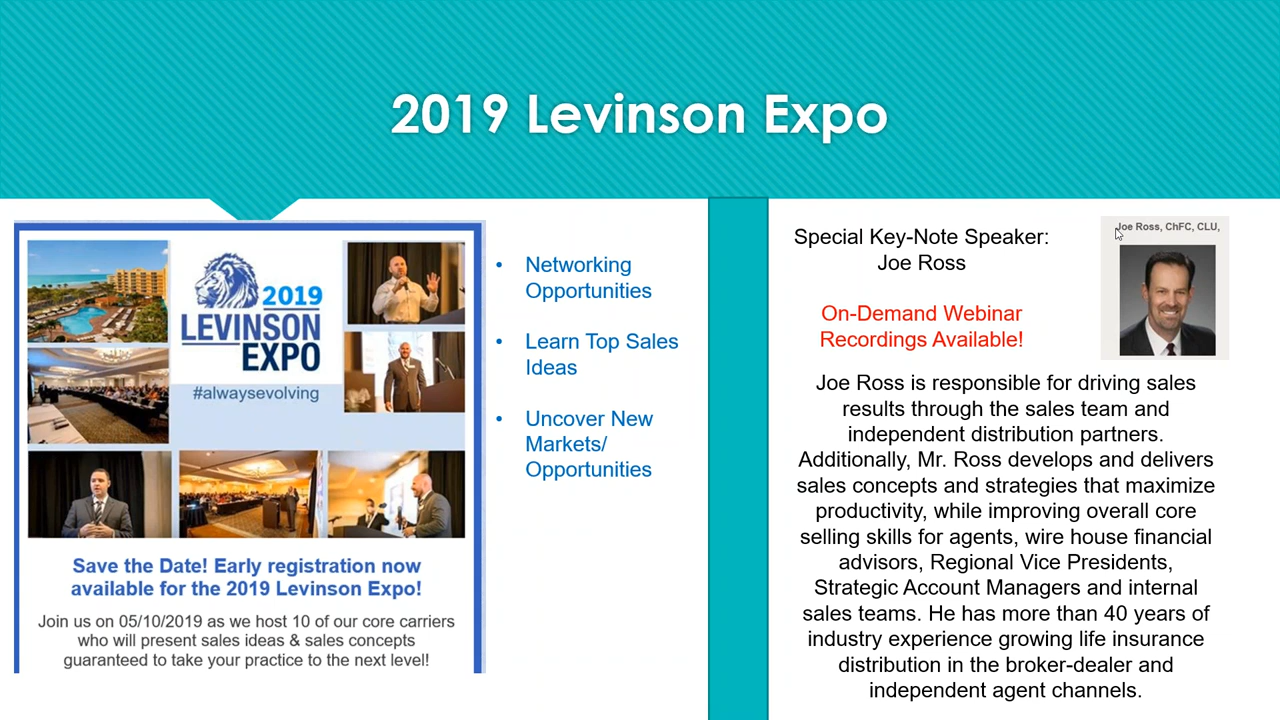 2019 Levinson Expo
2019
LEVINSON
EXPO
#alwaysevolving
Save the Date! Early registration now
available for the 2019 Levinson Expo!
Join us on 05/10/2019 as we host 10 of our core carriers
who will present sales ideas & sales concepts
guaranteed to take your practice to the next level!
• Networking
Opportunities
• Learn Top Sales
Ideas
• Uncover New
Markets/
Opportunities
Special Key-Note Speaker:
Joe Ross
On-Demand Webinar
Recordings Available!
Joe Ross, ChFC, CLU,
Joe Ross is responsible for driving sales
results through the sales team and
independent distribution partners.
Additionally, Mr. Ross develops and delivers
sales concepts and strategies that maximize
productivity, while improving overall core
selling skills for agents, wire house financial
advisors, Regional Vice Presidents,
Strategic Account Managers and internal
sales teams. He has more than 40 years of
industry experience growing life insurance
distribution in the broker-dealer and
independent agent channels.